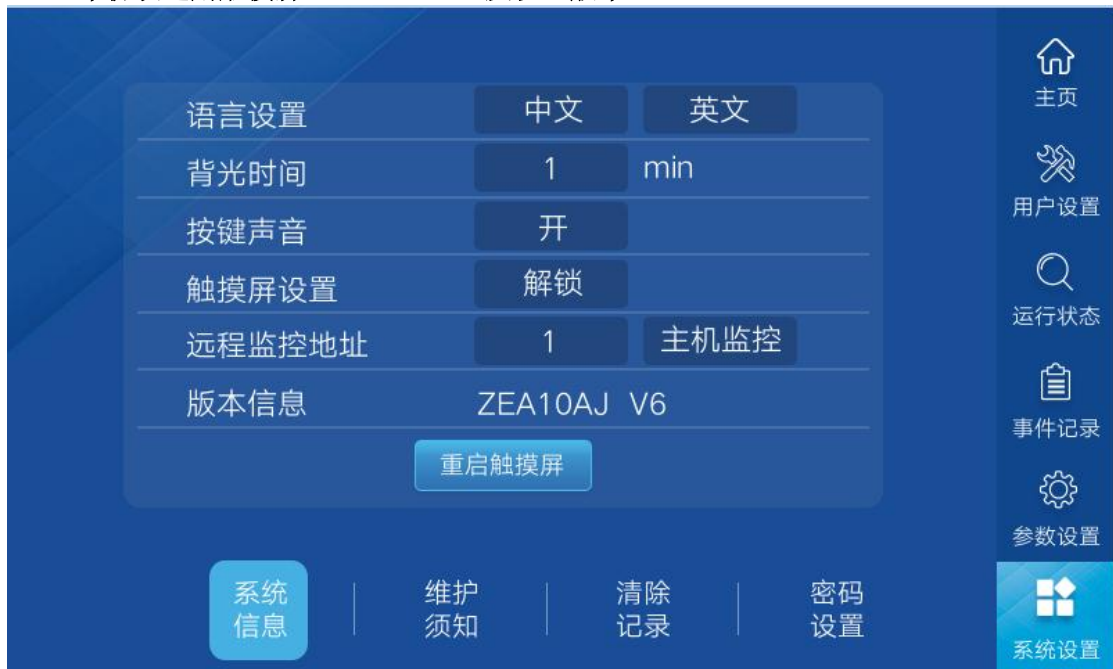 语言设置 中文 英文
背光时间 1 min
按键声音 开
触摸屏设置 解锁
远程监控地址 1 主机监控
版本信息 ZEA10AJ V6
重启触摸屏
系统
信息
维护
须知
清除
记录
密码
设置
主页
用户设置
运行状态
事件记录
参数设置
系统设置